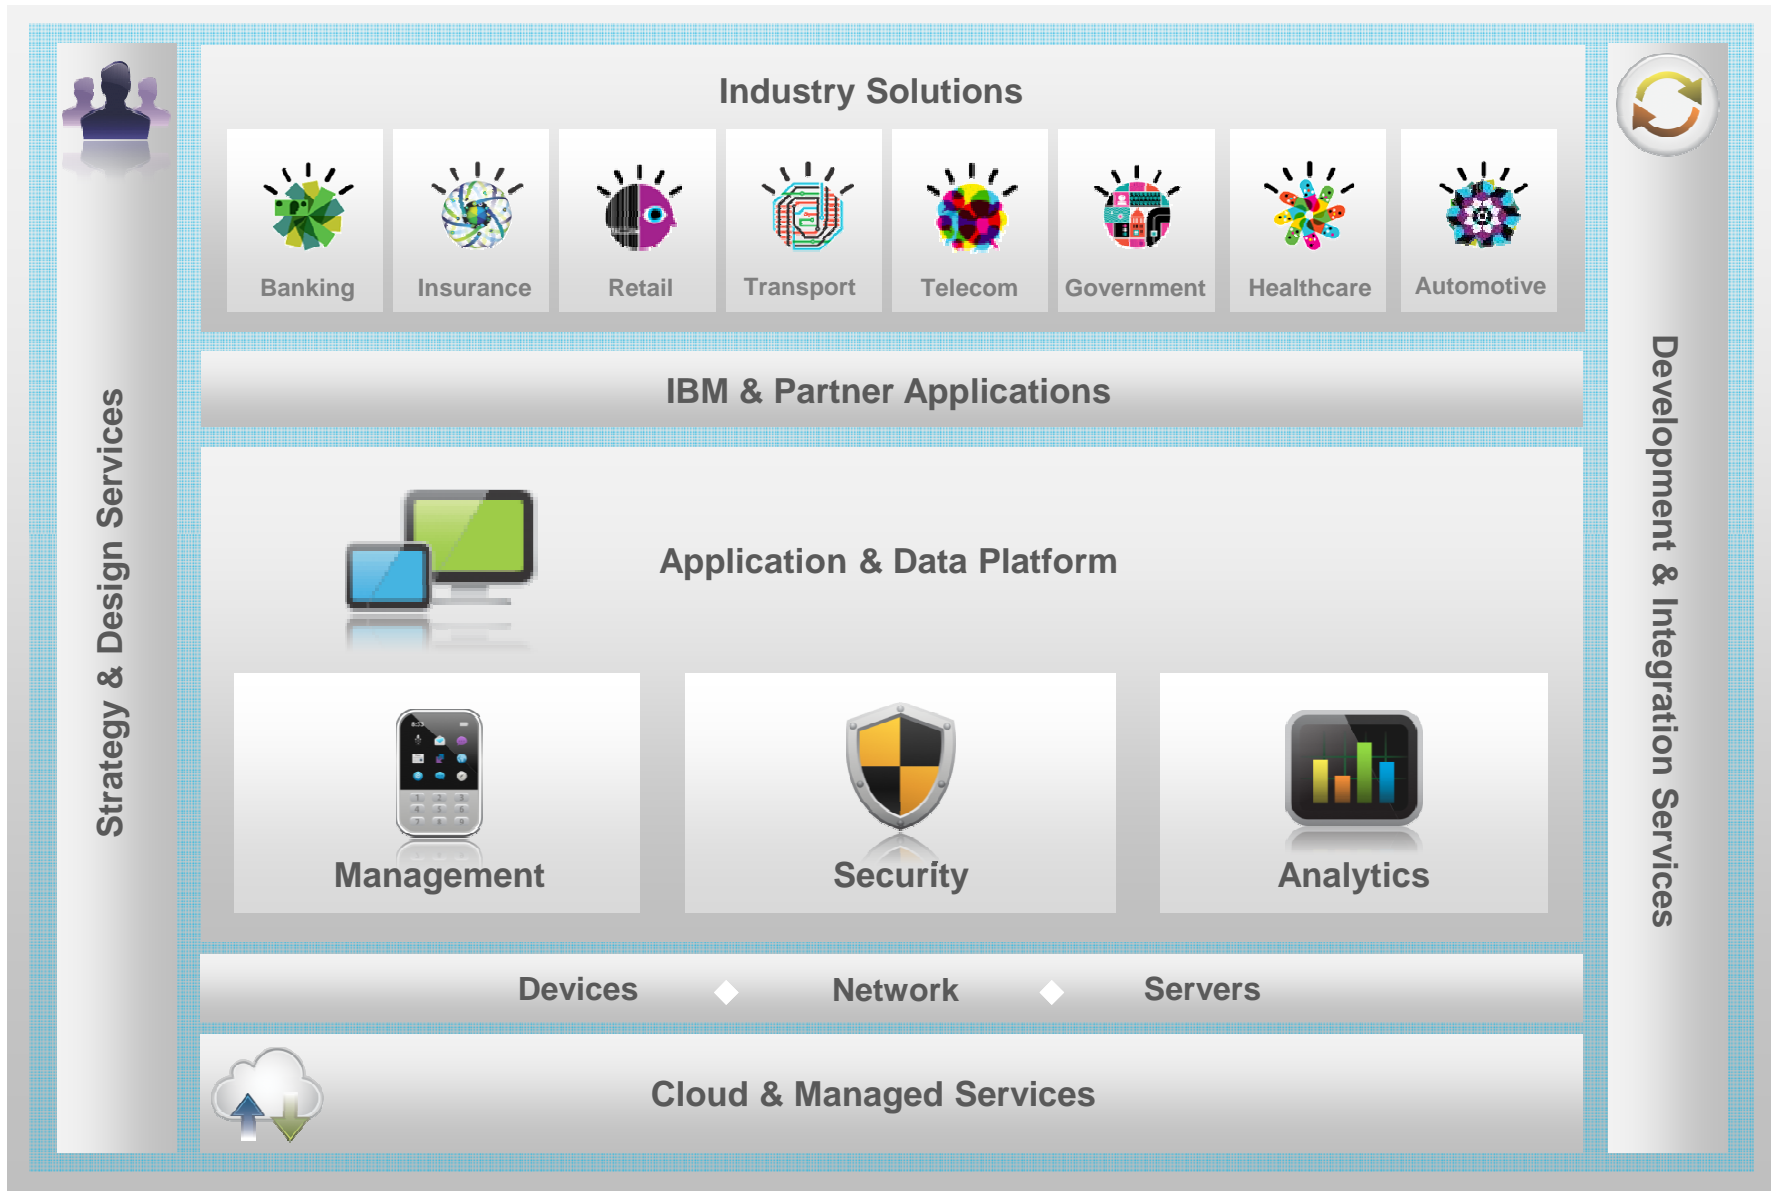 Industry Solutions
Banking
Insurance
Retail
Transport
Telecom
Government
Healthcare
Automotive
IBM & Partner Applications
Strategy & Design Services
Application & Data Platform
Development & Integration Services
Management
Security
Analytics
Devices
Network
Servers
Cloud & Managed Services